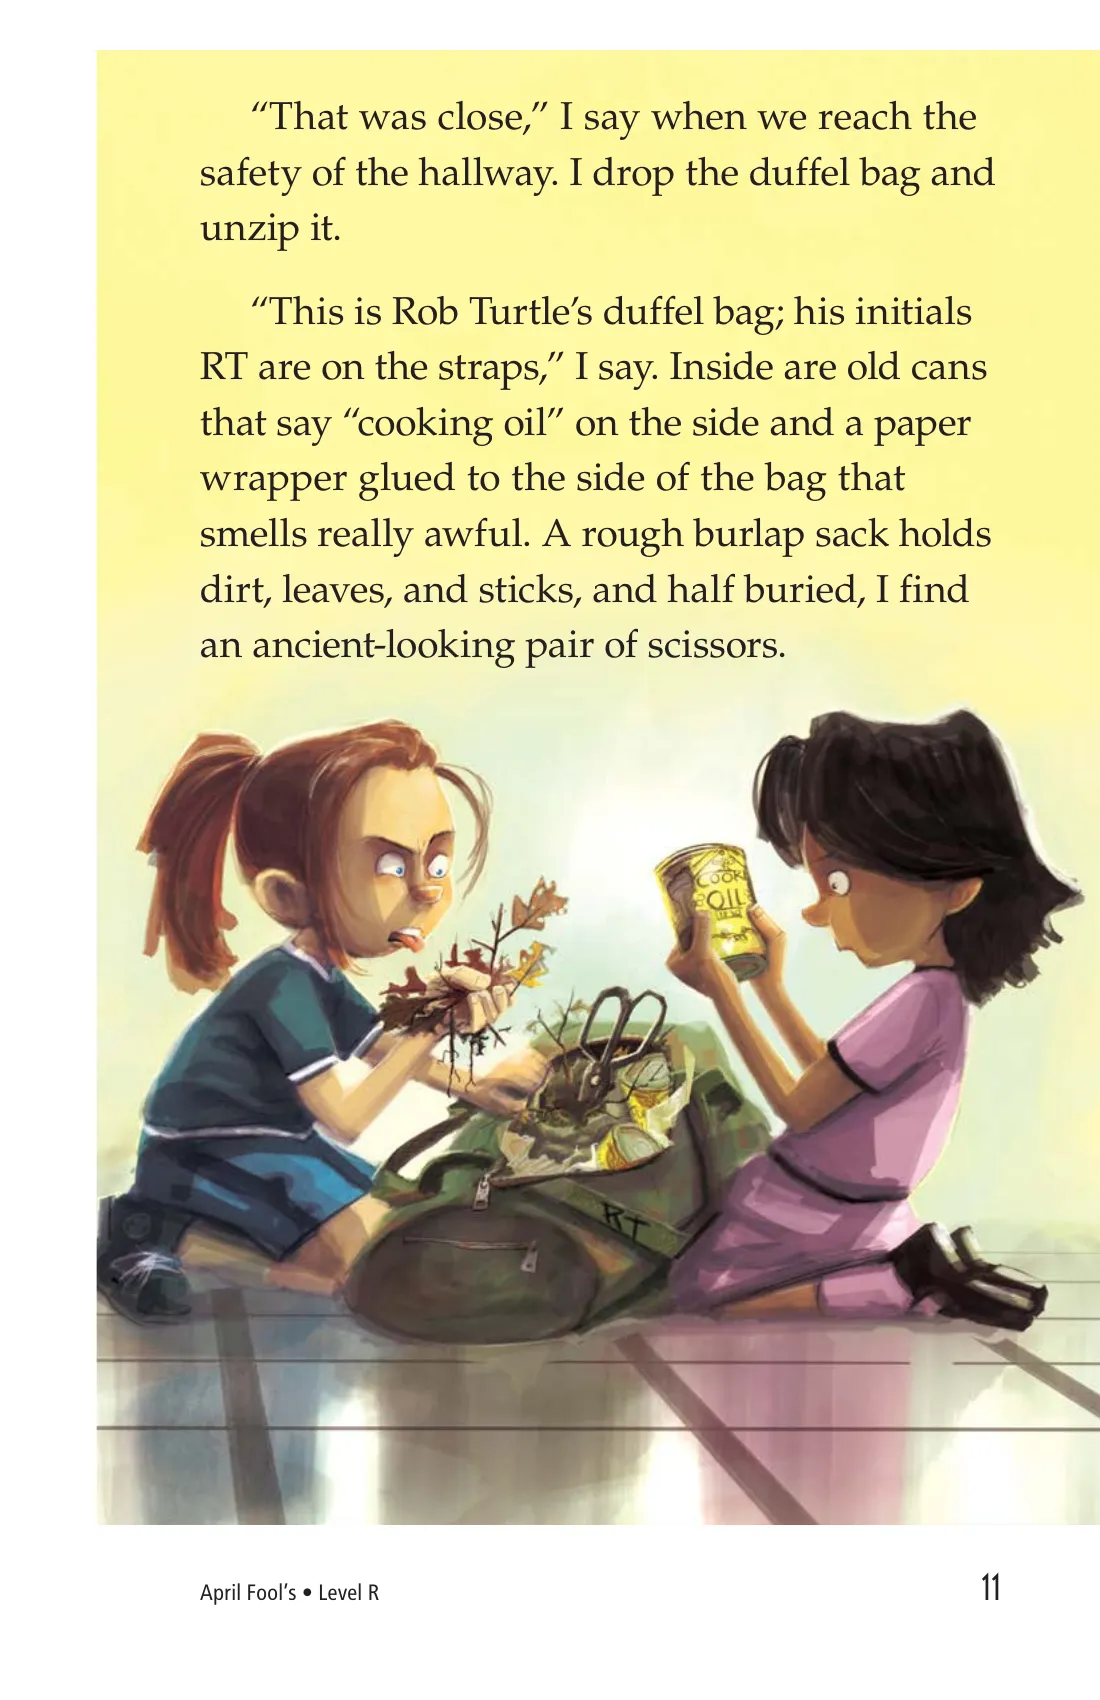 “That was close,” I say when we reach the
safety of the hallway. I drop the duffel bag and
unzip it.
“This is Rob Turtle’s duffel bag; his initials
RT are on the straps,” I say. Inside are old cans
that say “cooking oil” on the side and a paper
wrapper glued to the side of the bag that
smells really awful. A rough burlap sack holds
dirt, leaves, and sticks, and half buried, I find
an ancient-looking pair of scissors.
COOK
OIL
RT
April Fool’s • Level R
11